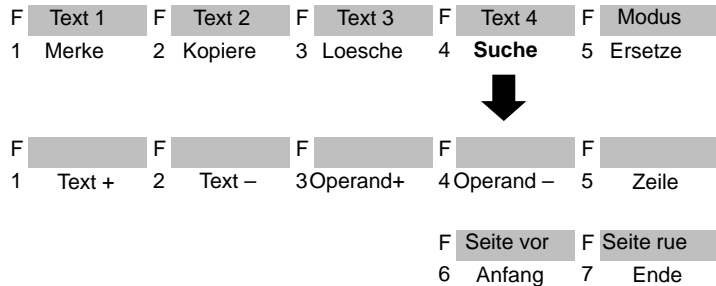 F Text 1 F Text 2 F Text 3 F Text 4 F Modus
1 Merke 2 Kopiere 3 Loesche 4 Suche 5 Ersetze
F F F F F
1 Text + 2 Text – 3 Operand+ 4 Operand – 5 Zeile
F Seite vor F Seite rue
6 Anfang 7 Ende